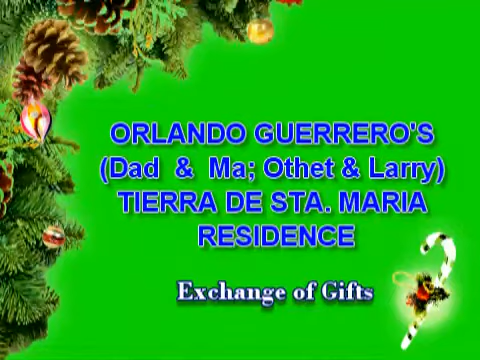 ORLANDO GUERRERO'S
(Dad & Ma; Othet & Larry)
TIERRA DE STA. MARIA
RESIDENCE
Exchange of Gifts